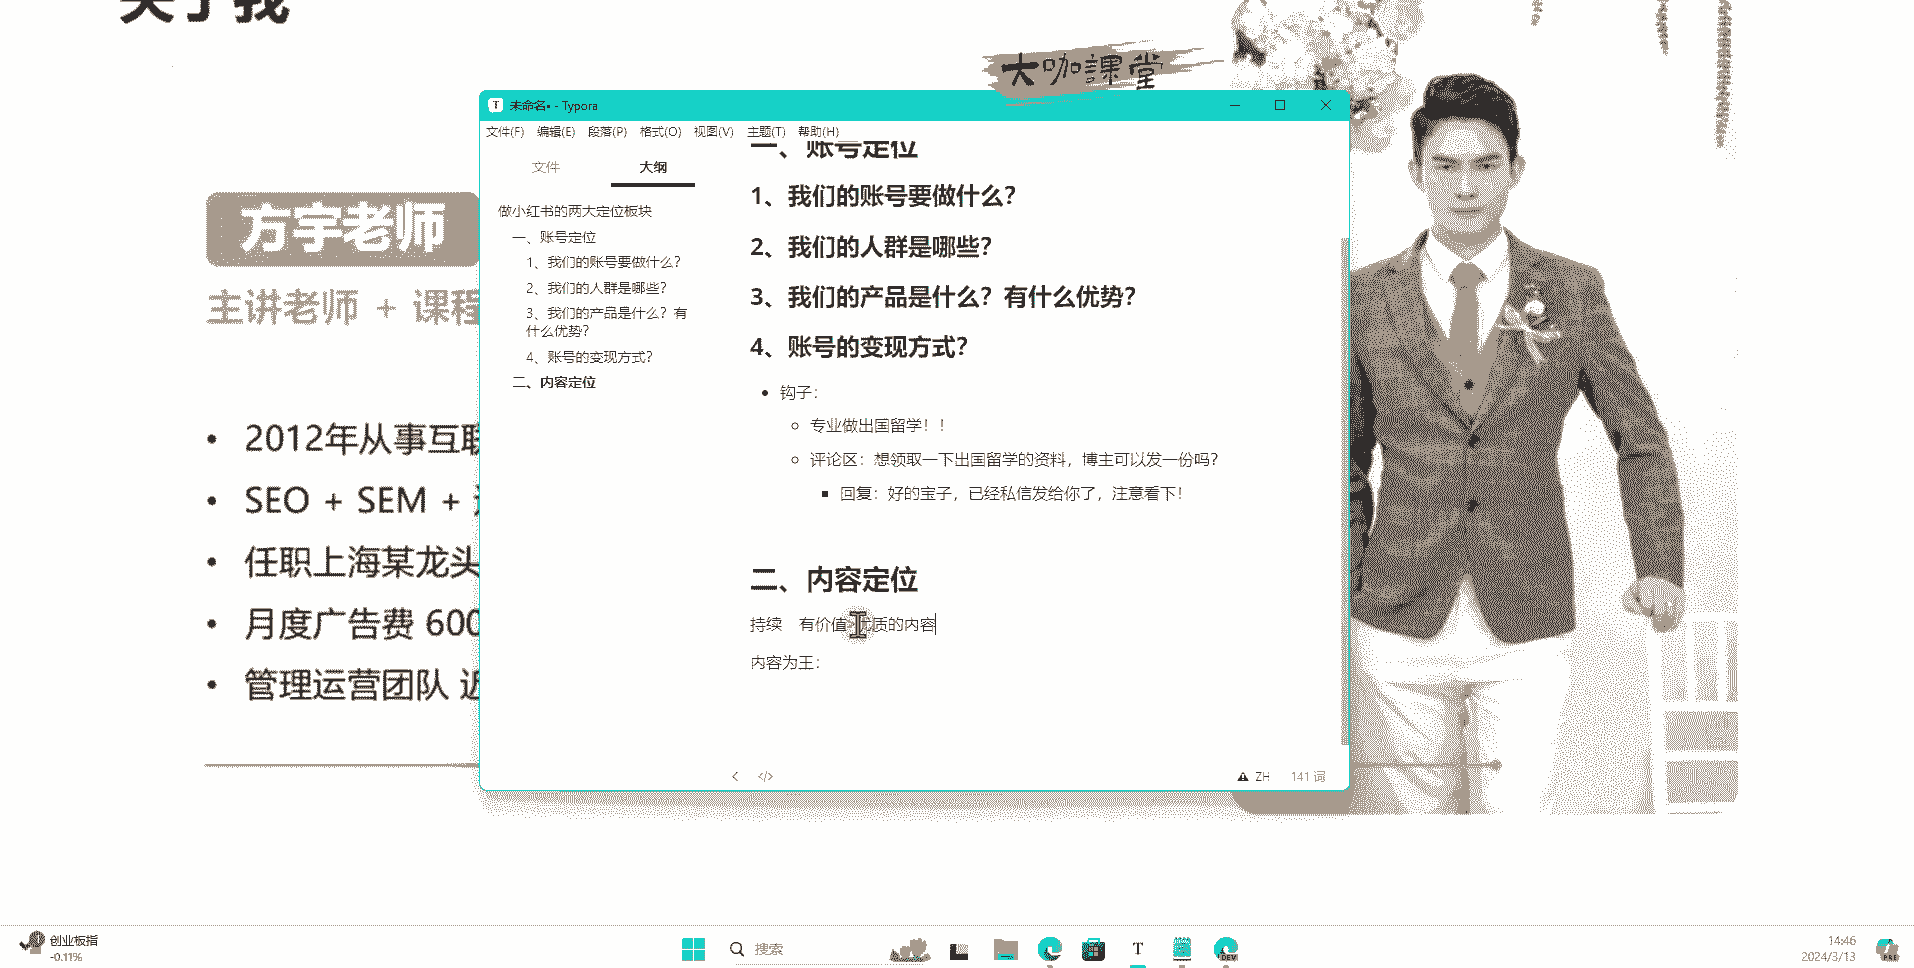 关于我
大咖課堂
方宇老师
主讲老师 + 课程
2012年从事互联
SEO + SEM +
任职上海某龙头
月度广告费 600
管理运营团队 近
未命名• - Typora
文件(F) 编辑(E) 段落(P) 格式(O) 视图(V) 主题(T) 帮助(H)
文件 大纲
做小红书的两大定位板块
一、账号定位
1、我们的账号要做什么？
2、我们的人群是哪些？
3、我们的产品是什么？有
什么优势？
4、账号的变现方式？
二、内容定位
一、账号定位
1、我们的账号要做什么？
2、我们的人群是哪些？
3、我们的产品是什么？有什么优势？
4、账号的变现方式？
钩子：
专业做出国留学！！
评论区：想领取一下出国留学的资料，博主可以发一份吗？
回复：好的宝子，已经私信发给你了，注意看下！
二、内容定位
持续 有价值 优质的内容
内容为王：
ZH 141 词
创业板指
-0.11%
搜索
T
DEV
14:46
2024/3/13
PRE